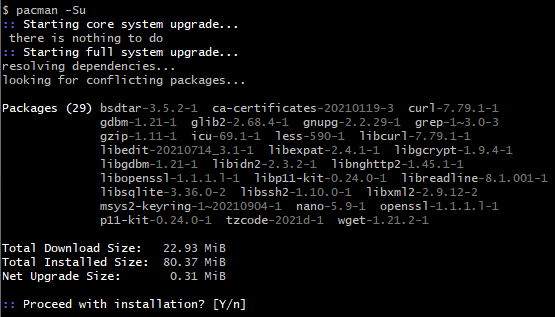 $ pacman -Su
:: Starting core system upgrade...
 there is nothing to do
:: Starting full system upgrade...
resolving dependencies...
looking for conflicting packages...

Packages (29) bsdtar-3.5.2-1  ca-certificates-20210119-3  curl-7.79.1-1
              gdbm-1.21-1  glib2-2.68.4-1  gnupg-2.2.29-1  grep-1~3.0-3
              gzip-1.11-1  icu-69.1-1  less-590-1  libcurl-7.79.1-1
              libedit-20210714_3.1-1  libexpat-2.4.1-1  libgcrypt-1.9.4-1
              libgdbm-1.21-1  libidn2-2.3.2-1  libnghttp2-1.45.1-1
              libopenssl-1.1.1.l-1  libp11-kit-0.24.0-1  libreadline-8.1.001-1
              libsqlite-3.36.0-2  libssh2-1.10.0-1  libxml2-2.9.12-2
              msys2-keyring-1~20210904-1  nano-5.9-1  openssl-1.1.1.l-1
              p11-kit-0.24.0-1  tzcode-2021d-1  wget-1.21.2-1

Total Download Size:   22.93 MiB
Total Installed Size:  80.37 MiB
Net Upgrade Size:       0.31 MiB

:: Proceed with installation? [Y/n]